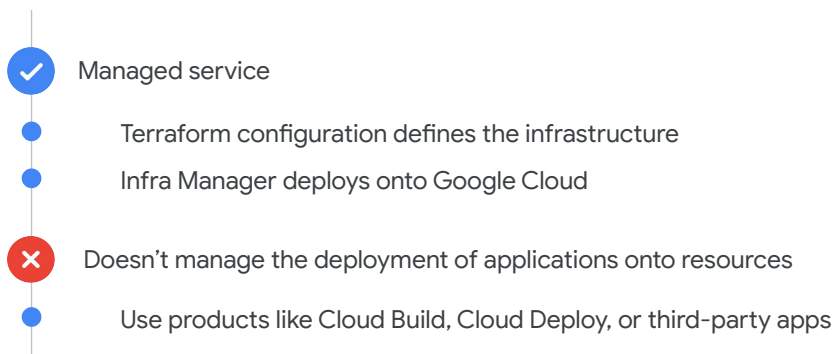 Managed service
Terraform configuration defines the infrastructure
Infra Manager deploys onto Google Cloud
Doesn’t manage the deployment of applications onto resources
Use products like Cloud Build, Cloud Deploy, or third-party apps